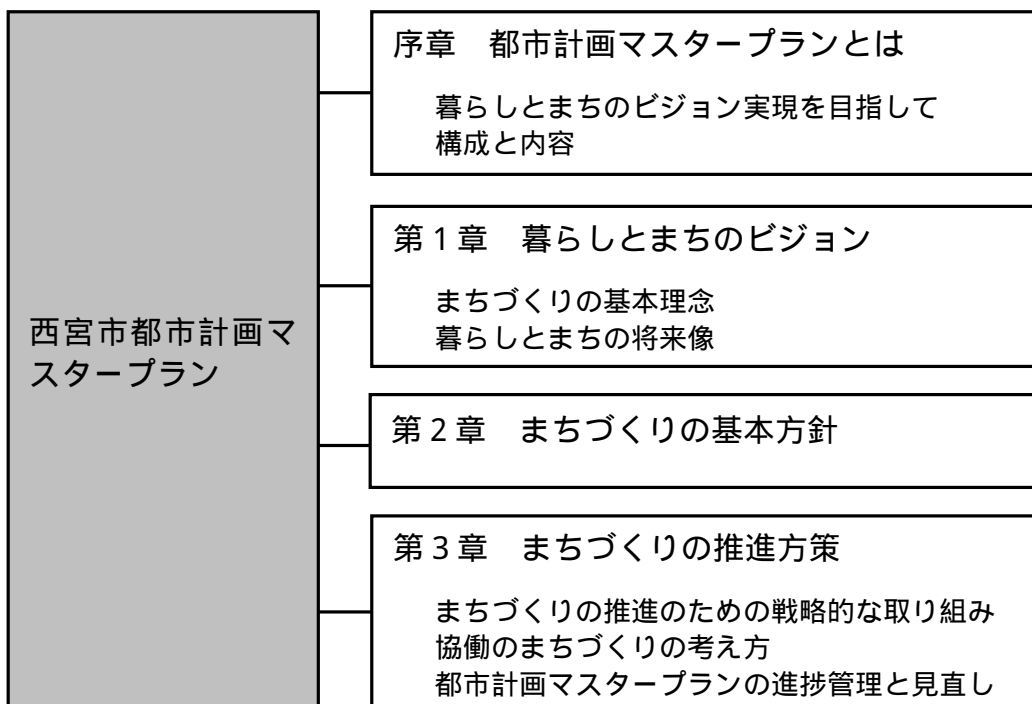 西宮市都市計画マ
スタープラン
序章　都市計画マスタープランとは
暮らしとまちのビジョン実現を目指して
構成と内容
第１章　暮らしとまちのビジョン
まちづくりの基本理念
暮らしとまちの将来像
第２章　まちづくりの基本方針
第３章　まちづくりの推進方策
まちづくりの推進のための戦略的な取り組み
協働のまちづくりの考え方
都市計画マスタープランの進捗管理と見直し